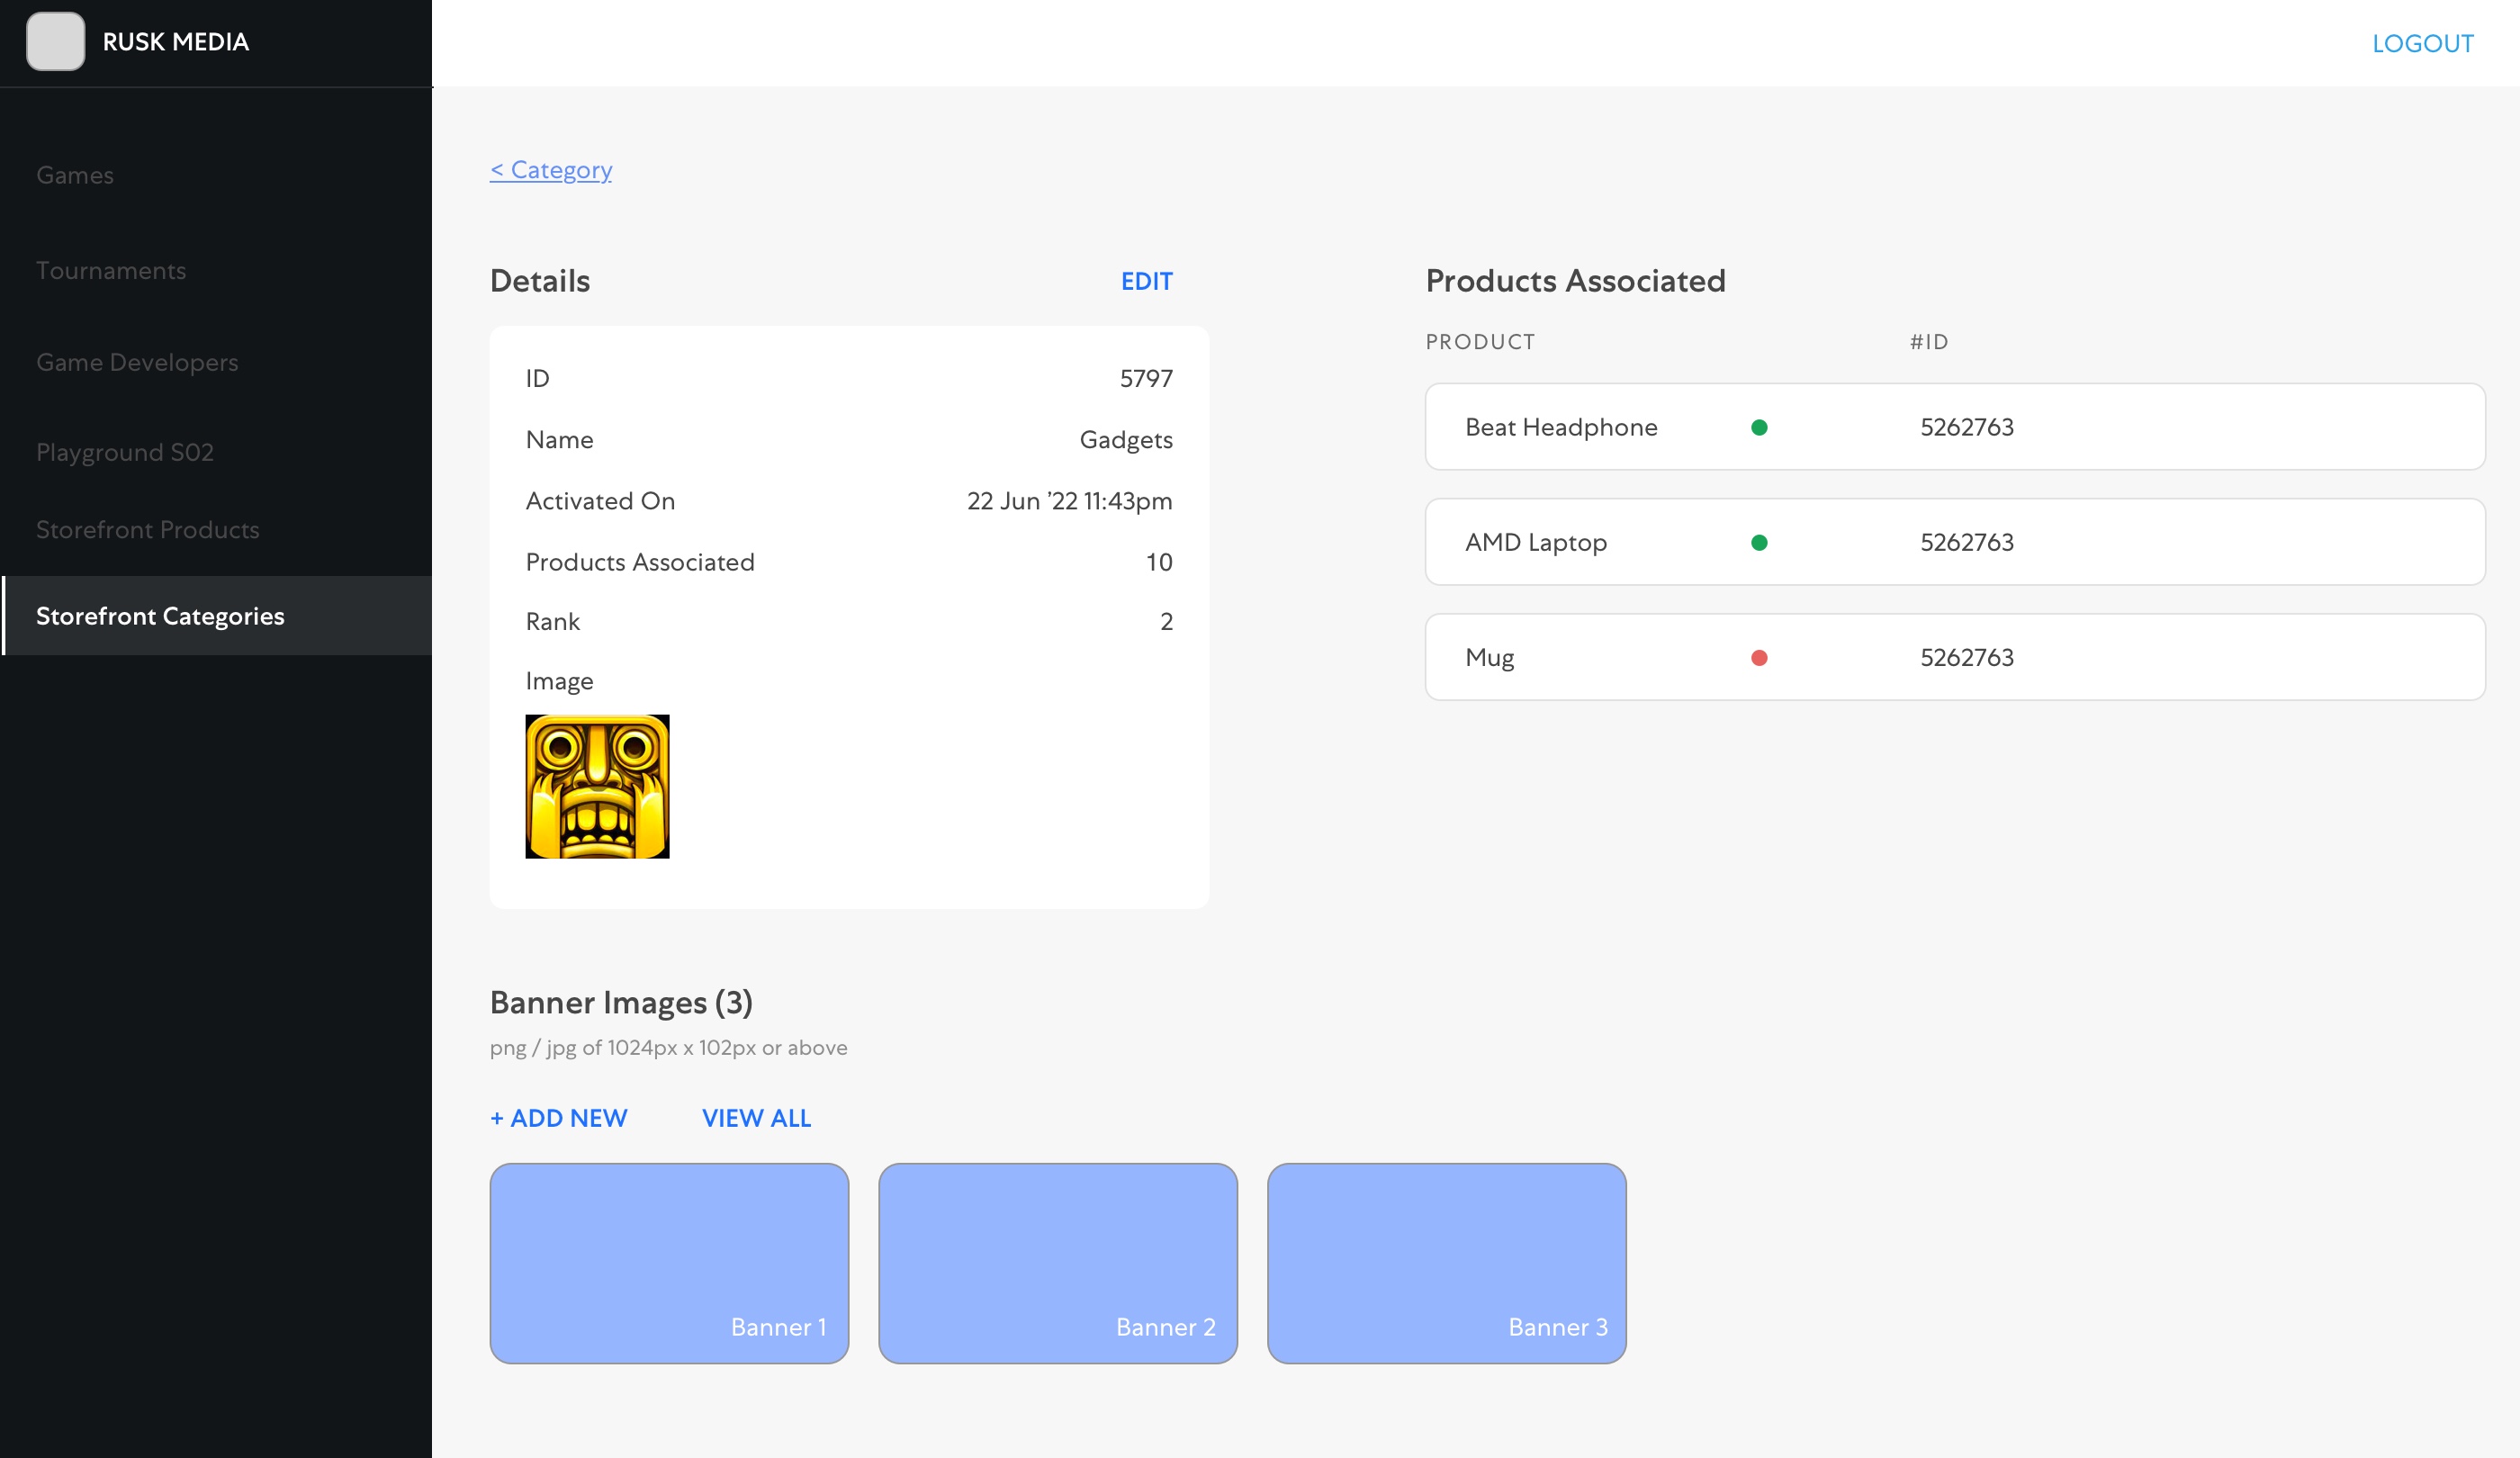 RUSK MEDIA
LOGOUT
Games
Tournaments
Game Developers
Playground S02
Storefront Products
Storefront Categories
< Category
Details
EDIT
ID 5797
Name Gadgets
Activated On 22 Jun ’22 11:43pm
Products Associated 10
Rank 2
Image
Products Associated
PRODUCT #ID
Beat Headphone 5262763
AMD Laptop 5262763
Mug 5262763
Banner Images (3)
png / jpg of 1024px x 102px or above
+ ADD NEW VIEW ALL
Banner 1 Banner 2 Banner 3